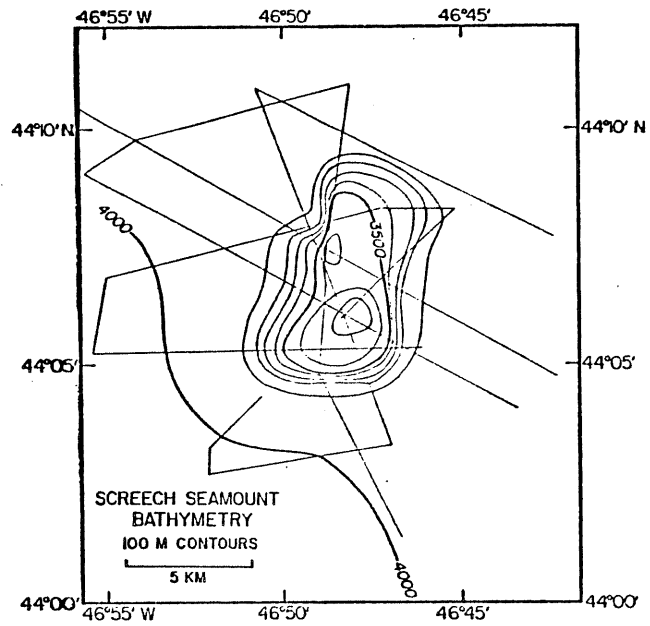 46°55' W 46°50' 46°45'
44°10' N 44°10' N
4000
3500
44°05' 44°05'
SCREECH SEAMOUNT
BATHYMETRY
100 M CONTOURS
5 KM
4000
44°00' 44°00'
46°55' W 46°50' 46°45'